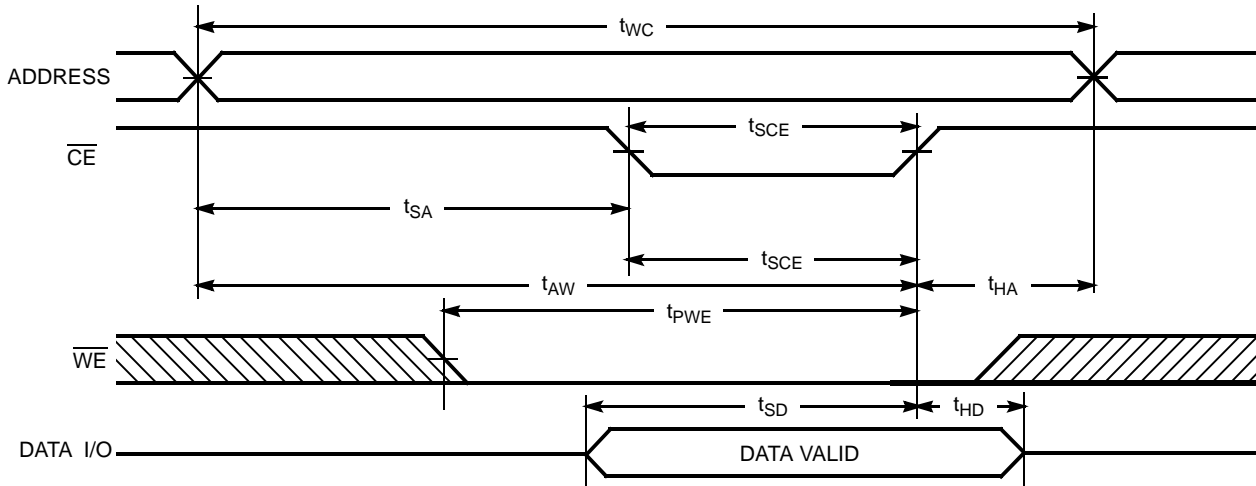 tWC
ADDRESS
tSCE
CE
tSA
tSCE
tAW
tHA
tPWE
WE
tSD
tHD
DATA I/O
DATA VALID